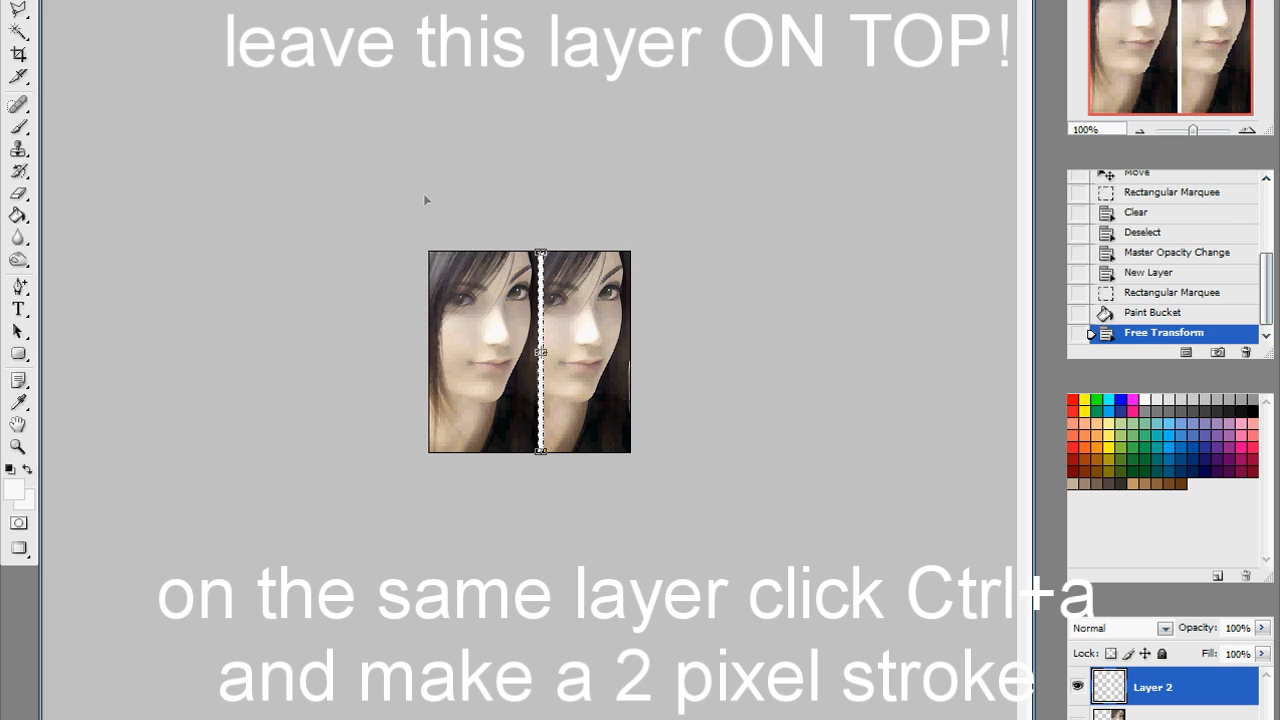 leave this layer ON TOP!
100%
Move
Rectangular Marquee
Clear
Deselect
Master Opacity Change
New Layer
Rectangular Marquee
Paint Bucket
Free Transform
on the same layer click Ctrl+a
and make a 2 pixel stroke
Normal
Opacity: 100%
Lock:
Fill: 100%
Layer 2